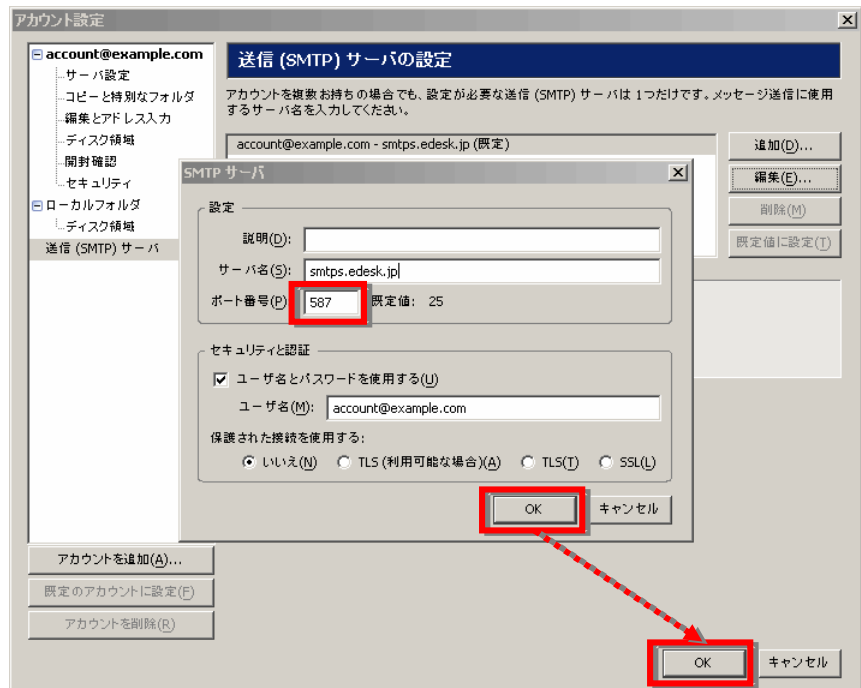 アカウント設定
account@example.com
サーバ設定
コピーと特別なフォルダ
編集とアドレス入力
ディスク領域
開封確認
セキュリティ
ローカルフォルダ
ディスク領域
送信 (SMTP) サーバ
送信 (SMTP) サーバの設定
アカウントを複数お持ちの場合でも、設定が必要な送信 (SMTP) サーバは 1つだけです。メッセージ送信に使用
するサーバ名を入力してください。
account@example.com - smtps.edesk.jp (既定)
追加(D)...
編集(E)...
削除(M)
既定値に設定(T)
SMTP サーバ
設定
説明(D):
サーバ名(S): smtps.edesk.jp
ポート番号(P) 587 既定値: 25
セキュリティと認証
ユーザ名とパスワードを使用する(U)
ユーザ名(M): account@example.com
保護された接続を使用する:
いいえ(N) TLS (利用可能な場合)(A) TLS(T) SSL(L)
OK キャンセル
アカウントを追加(A)...
既定のアカウントに設定(F)
アカウントを削除(R)
OK キャンセル